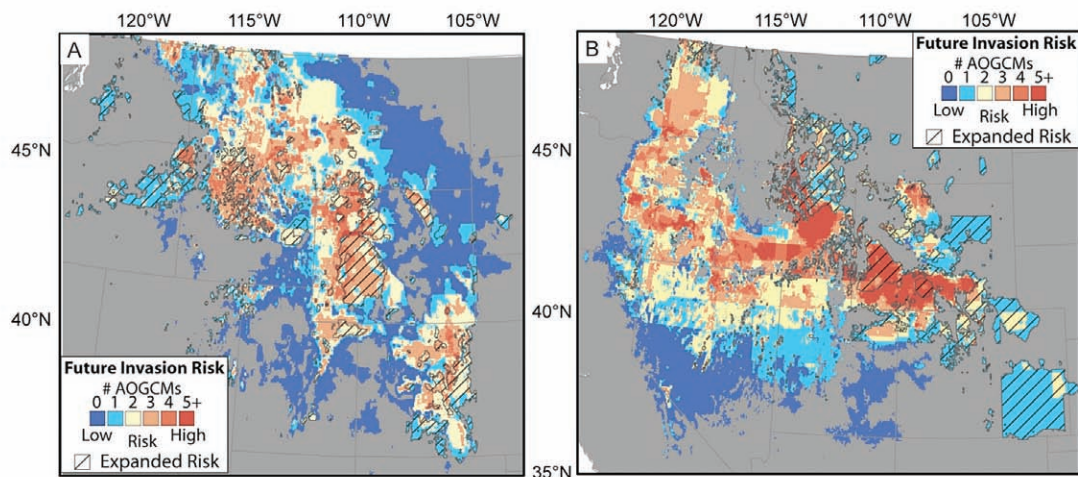 120°W 115°W 110°W 105°W
120°W 115°W 110°W 105°W
A
B
Future Invasion Risk
# AOGCMs
0 1 2 3 4 5+
Low Risk High
Expanded Risk
45°N
45°N
40°N
40°N
Future Invasion Risk
# AOGCMs
0 1 2 3 4 5+
Low Risk High
Expanded Risk
35°N